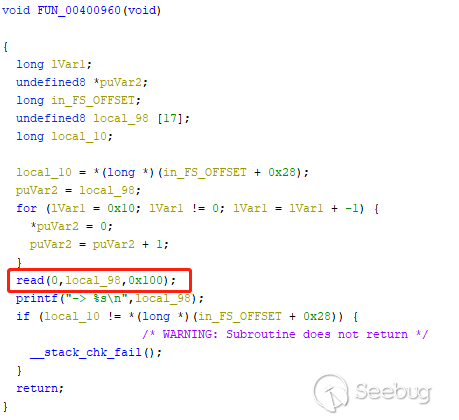 void FUN_00400960(void)
{
long lVar1;
undefined8 *puVar2;
long in_FS_OFFSET;
undefined8 local_98 [17];
long local_10;
local_10 = *(long *)(in_FS_OFFSET + 0x28);
puVar2 = local_98;
for (lVar1 = 0x10; lVar1 != 0; lVar1 = lVar1 + -1) {
*puVar2 = 0;
puVar2 = puVar2 + 1;
}
read(0,local_98,0x100);
printf("-> %s\n",local_98);
if (local_10 != *(long *)(in_FS_OFFSET + 0x28)) {
/* WARNING: Subroutine does not return */
__stack_chk_fail();
}
return;
}
Seebug